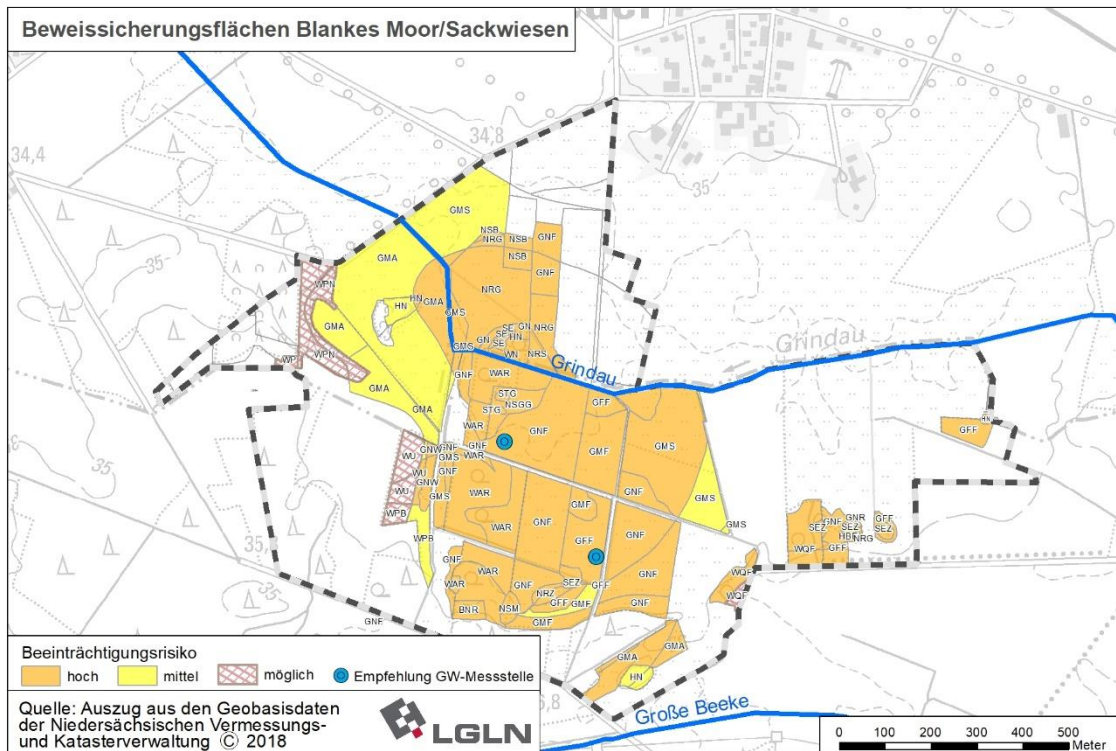 Beweissicherungsflächen Blankes Moor/Sackwiesen
34,8
34,4
35
GMS
NSB
NRG
NSB
GNF
NSB
GMA
GNF
35
WPN
NRG
HN
HN
GMA
GMS
GMA
SE
GN
NRG
SE
HN
GN
SE
WPN
GMS
WN
NRS
Grindau
Grindau
WP
GNF
WAR
GMA
STG
NSGG
GFF
STG
GMA
HN
WAR
GNF
GFF
GNW
GNF
GNF
WU
GMS
WAR
GMF
GMS
WU
GNF
GNW
WU
GMS
WAR
GMF
GNF
GMS
WPB
GMS
GNF
GNR
GFF
SEZ
SEZ
SEZ
35
35,
WAR
GNF
GFF
HBE
NRG
WQF
GFF
WPB
GNF
WAR
GNF
SEZ
GFF
GNF
WQF
WAR
NRZ
WQF
GFF
GMF
GNF
BNR
NSM
GMF
GNF
GMA
GMA
HN
Beeinträchtigungsrisiko
hoch
mittel
möglich
Empfehlung GW-Messstelle
Quelle: Auszug aus den Geobasisdaten
der Niedersächsischen Vermessungs-
und Katasterverwaltung © 2018
LGLN
Große Beeke
0 100 200 300 400 500
Meter